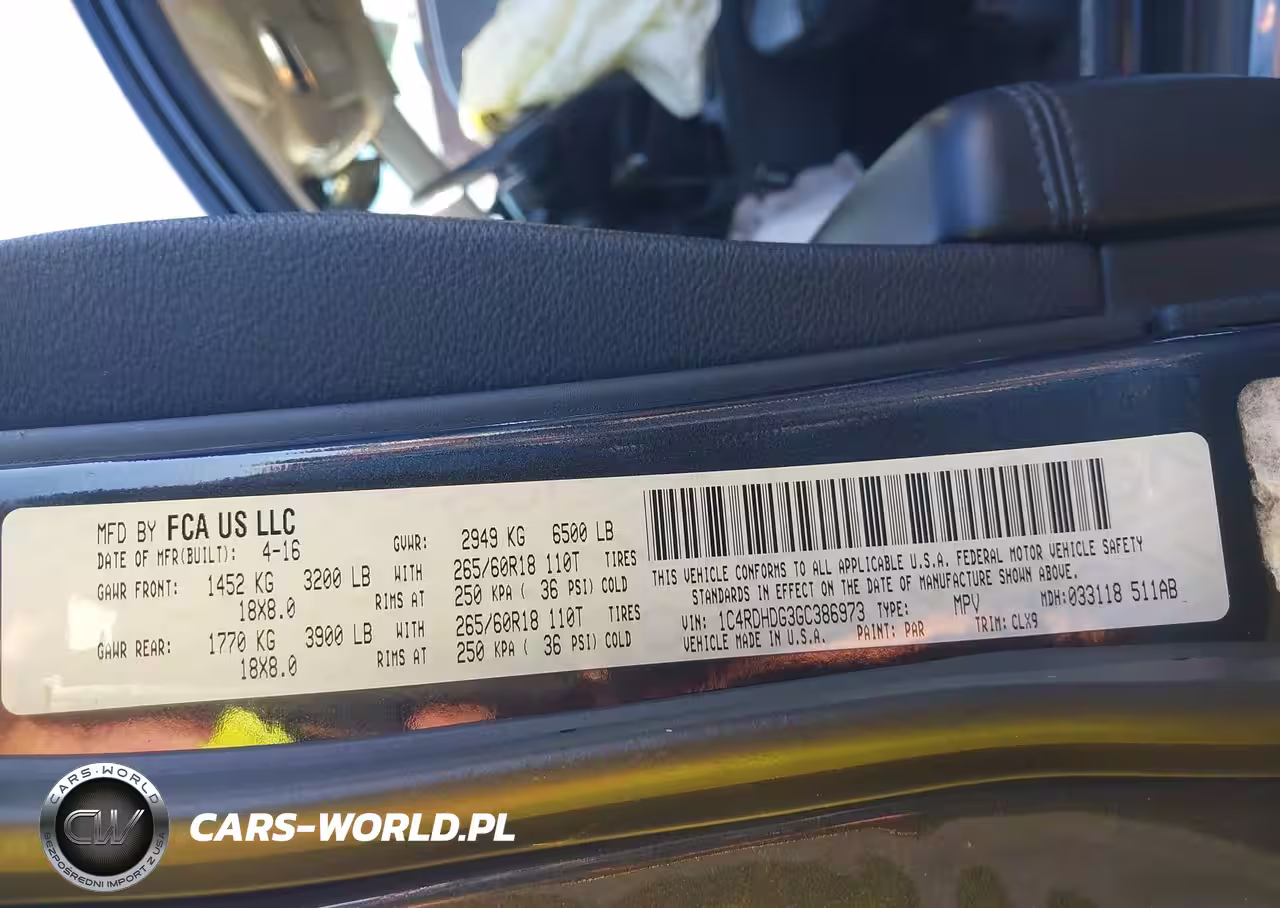 MFD BY FCA US LLC
DATE OF MFR(BUILT): 4-16
GVWR: 2949 KG 6500 LB
GAWR FRONT: 1452 KG 3200 LB WITH 265/60R18 110T TIRES
18X8.0 RIMS AT 250 KPA ( 36 PSI) COLD
GAWR REAR: 1770 KG 3900 LB WITH 265/60R18 110T TIRES
18X8.0 RIMS AT 250 KPA ( 36 PSI) COLD
THIS VEHICLE CONFORMS TO ALL APPLICABLE U.S.A. FEDERAL MOTOR VEHICLE SAFETY
STANDARDS IN EFFECT ON THE DATE OF MANUFACTURE SHOWN ABOVE.
VIN: 1C4RDHDG3GC386973 TYPE: MPV MDH:033118 511AB
VEHICLE MADE IN U.S.A. PAINT: PAR TRIM: CLX9
CARS-WORLD
CW
BEZPOŚREDNI IMPORT Z USA
CARS-WORLD.PL